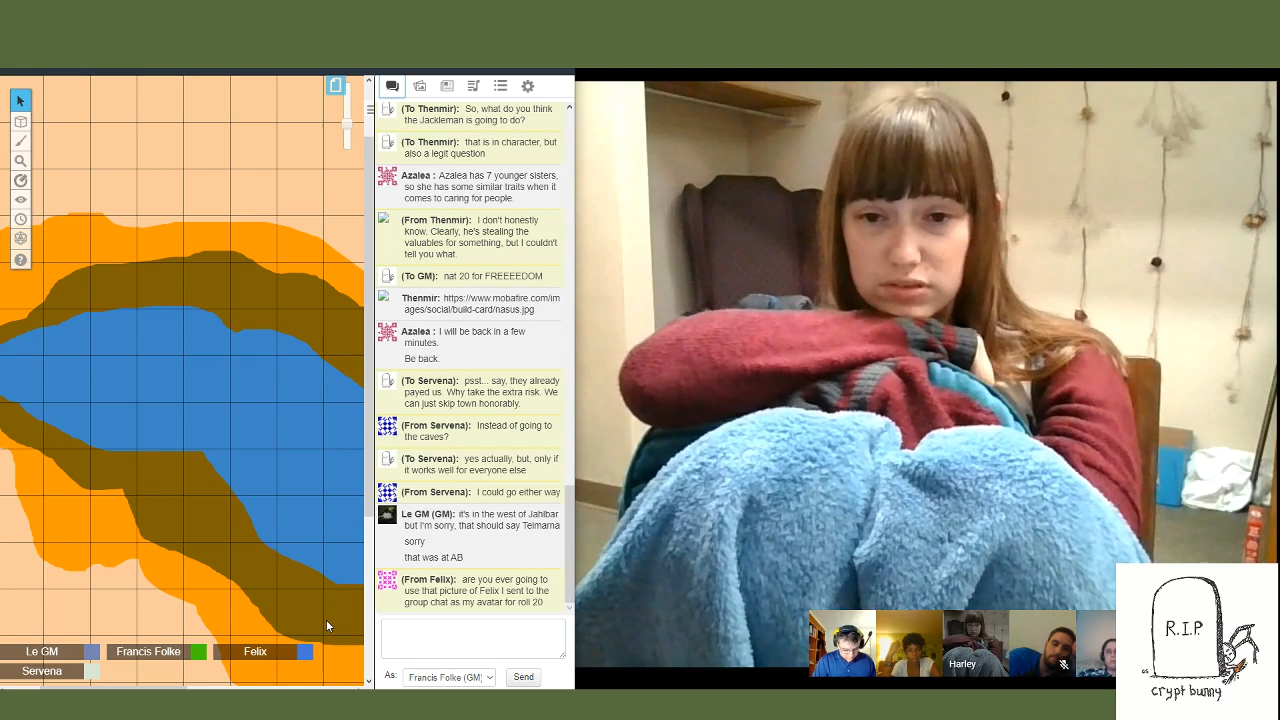 (To Thenmir): So, what do you think
the Jackleman is going to do?
(To Thenmir): that is in character, but
also a legit question
Azalea : Azalea has 7 younger sisters,
so she has some similar traits when it
comes to caring for people.
(From Thenmir): I don't honestly
know. Clearly, he's stealing the
valuables for something, but I couldn't
tell you what.
(To GM): nat 20 for FREEEEDOM
Thenmir: https://www.mobafire.com/im
ages/social/build-card/nasus.jpg
Azalea : I will be back in a few
minutes.
Be back.
(To Servena): psst... say, they already
payed us. Why take the extra risk. We
can just skip town honorably.
(From Servena): Instead of going to
the caves?
(To Servena): yes actually, but, only if
it works well for everyone else
(From Servena): I could go either way
Le GM (GM): it's in the west of Jahlbar
but I'm sorry, that should say Telmarna
sorry
that was at AB
(From Felix): are you ever going to
use that picture of Felix I sent to the
group chat as my avatar for roll 20
Le GM
Francis Folke
Felix
Servena
As:
Francis Folke (GM)
Send
Harley
R.I.P.
crypt bunny